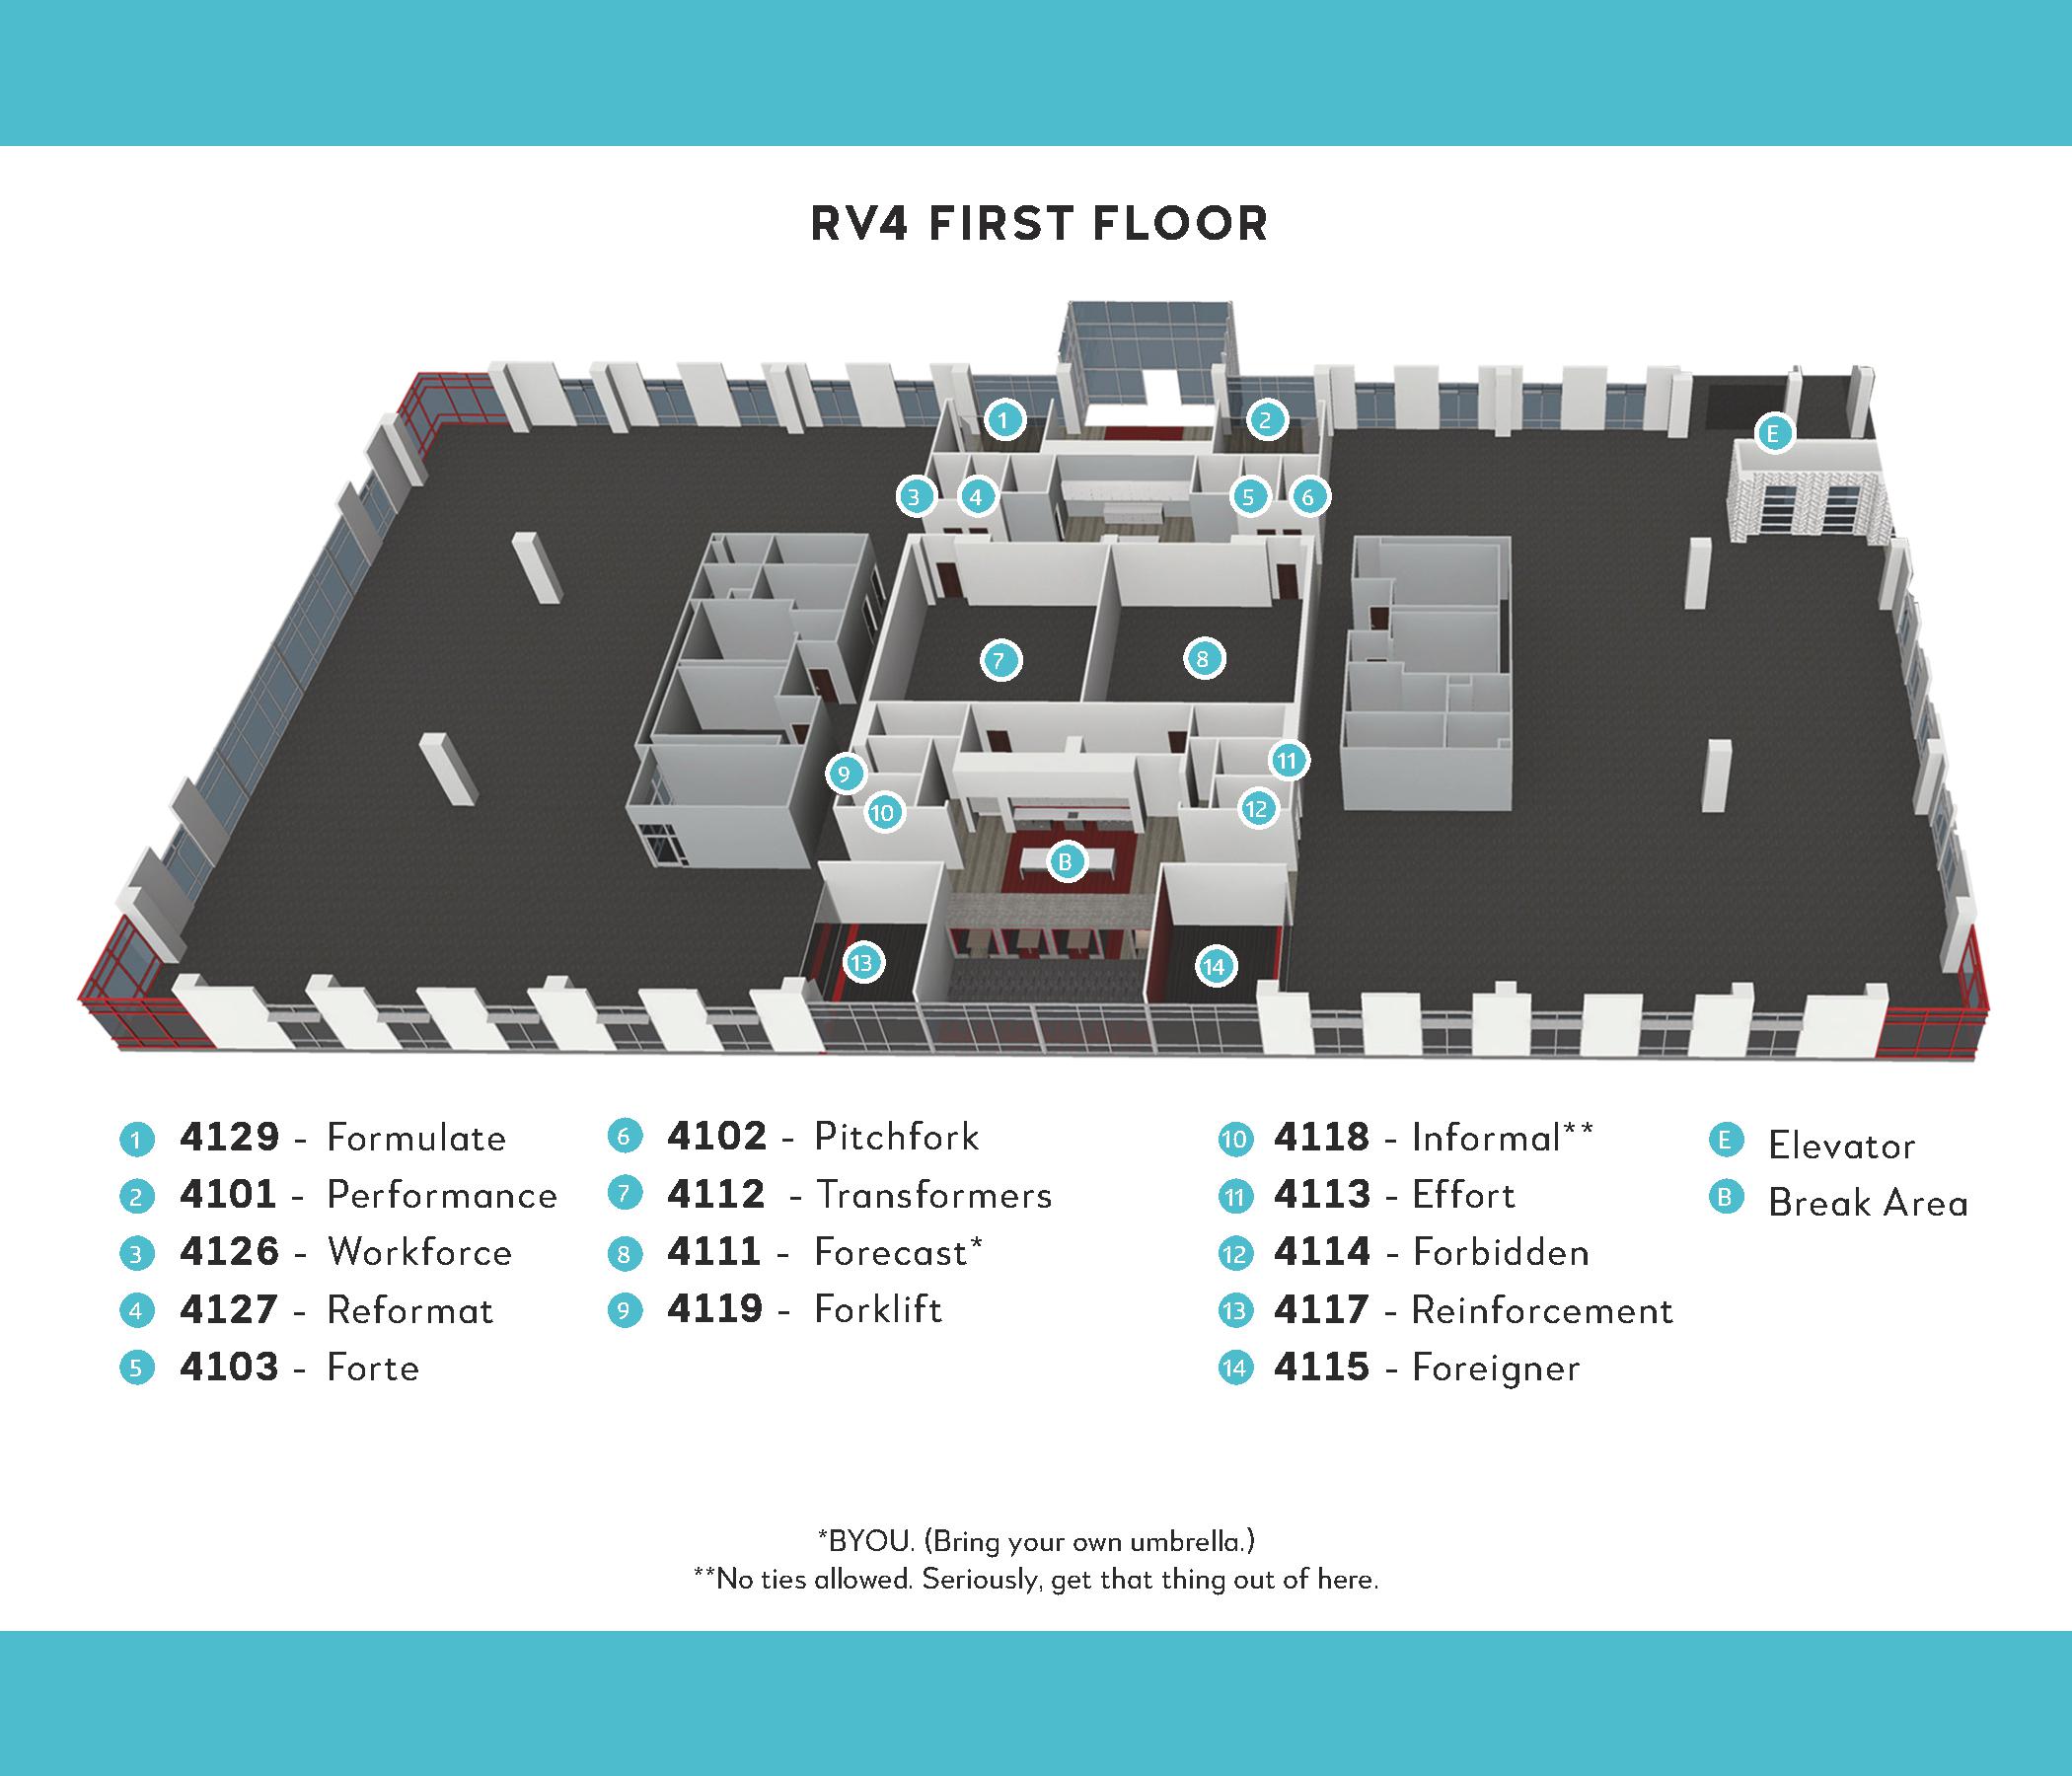 RV4 FIRST FLOOR
1
2
E
3
4
5
6
7
8
9
11
10
12
B
13
14
1 4129 - Formulate
2 4101 - Performance
3 4126 - Workforce
4 4127 - Reformat
5 4103 - Forte
6 4102 - Pitchfork
7 4112 - Transformers
8 4111 - Forecast*
9 4119 - Forklift
10 4118 - Informal**
11 4113 - Effort
12 4114 - Forbidden
13 4117 - Reinforcement
14 4115 - Foreigner
E Elevator
B Break Area
*BYOU. (Bring your own umbrella.)
**No ties allowed. Seriously, get that thing out of here.